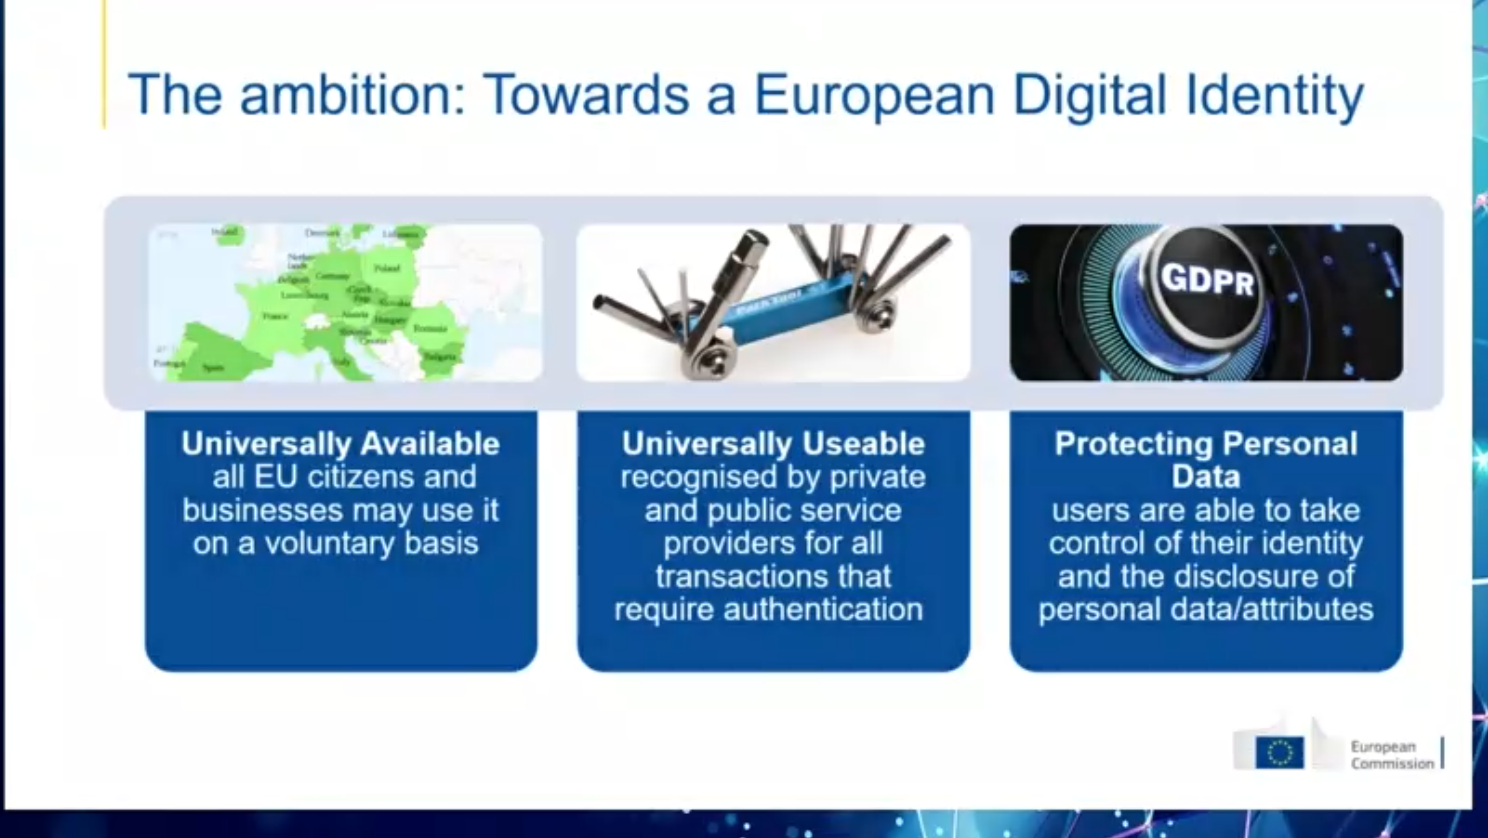 The ambition: Towards a European Digital Identity
Ireland
Denmark
Lithuania
Nether-
lands
Belgium
Germany
Poland
Luxembourg
Czech
Rep.
Slovakia
France
Austria
Hungary
Slovenia
Croatia
Romania
Portugal
Spain
Italy
Bulgaria
Park Tool
GDPR
Universally Available
all EU citizens and
businesses may use it
on a voluntary basis
Universally Useable
recognised by private
and public service
providers for all
transactions that
require authentication
Protecting Personal
Data
users are able to take
control of their identity
and the disclosure of
personal data/attributes
European
Commission